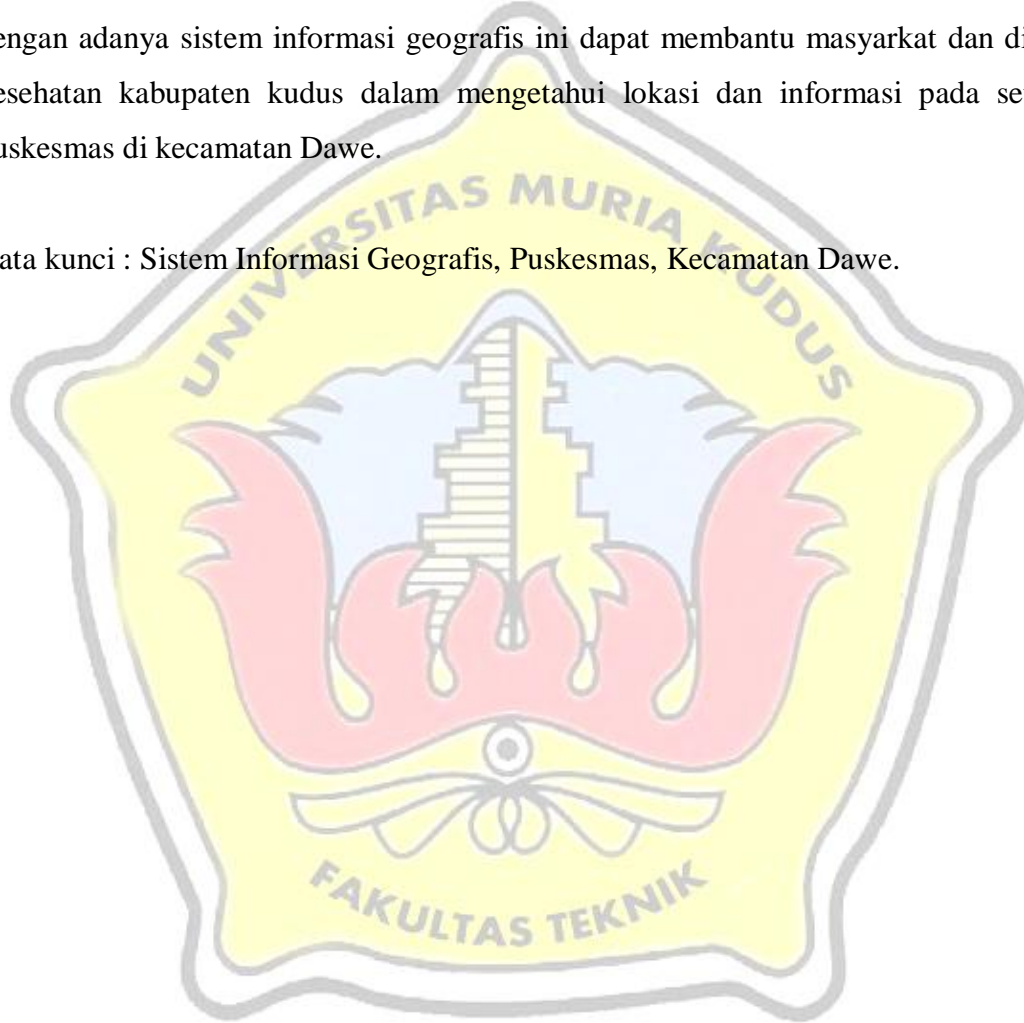 engan adanya sistem informasi geografis ini dapat membantu masyarkat dan di
esehatan kabupaten kudus dalam mengetahui lokasi dan informasi pada se
uskesmas di kecamatan Dawe.
ata kunci : Sistem Informasi Geografis, Puskesmas, Kecamatan Dawe.
UNIVERSITAS MURIA KUDUS
FAKULTAS TEKNIK